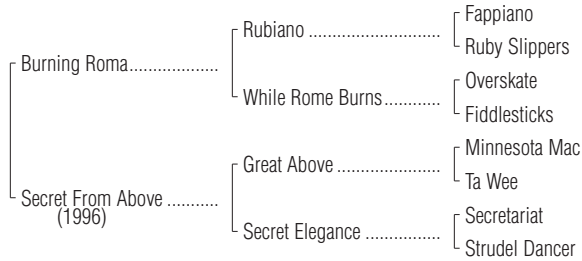 Fappiano
Rubiano ..........................
Ruby Slippers
Burning Roma..................
Overskate
While Rome Burns...........
Fiddlesticks
Minnesota Mac
Great Above .....................
Ta Wee
Secret From Above ..........
(1996)
Secretariat
Secret Elegance ...............
Strudel Dancer